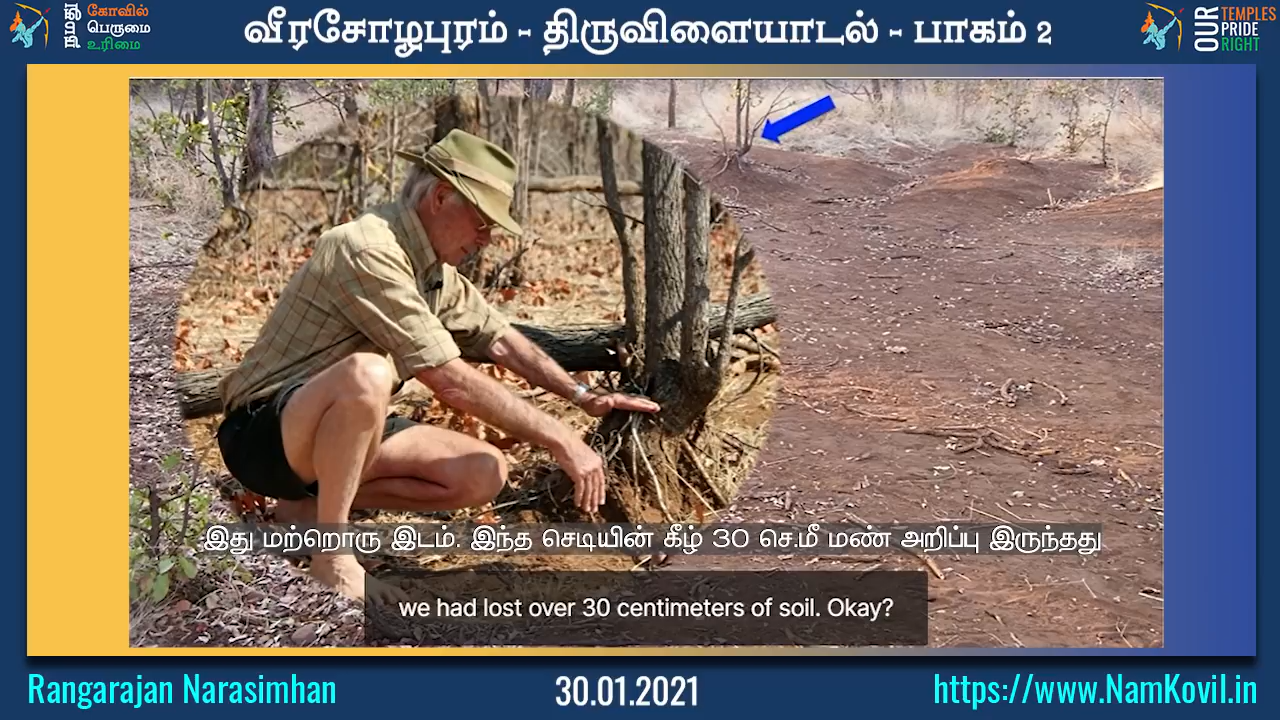 நமது
கோவில்
பெருமை
உரிமை
வீரசோழபுரம் - திருவிளையாடல் - பாகம் 2
OUR
TEMPLES
PRIDE
RIGHT
இது மற்றொரு இடம். இந்த செடியின் கீழ் 30 செ.மீ மண் அறிப்பு இருந்தது
we had lost over 30 centimeters of soil. Okay?
Rangarajan Narasimhan
30.01.2021
https://www.NamKovil.in